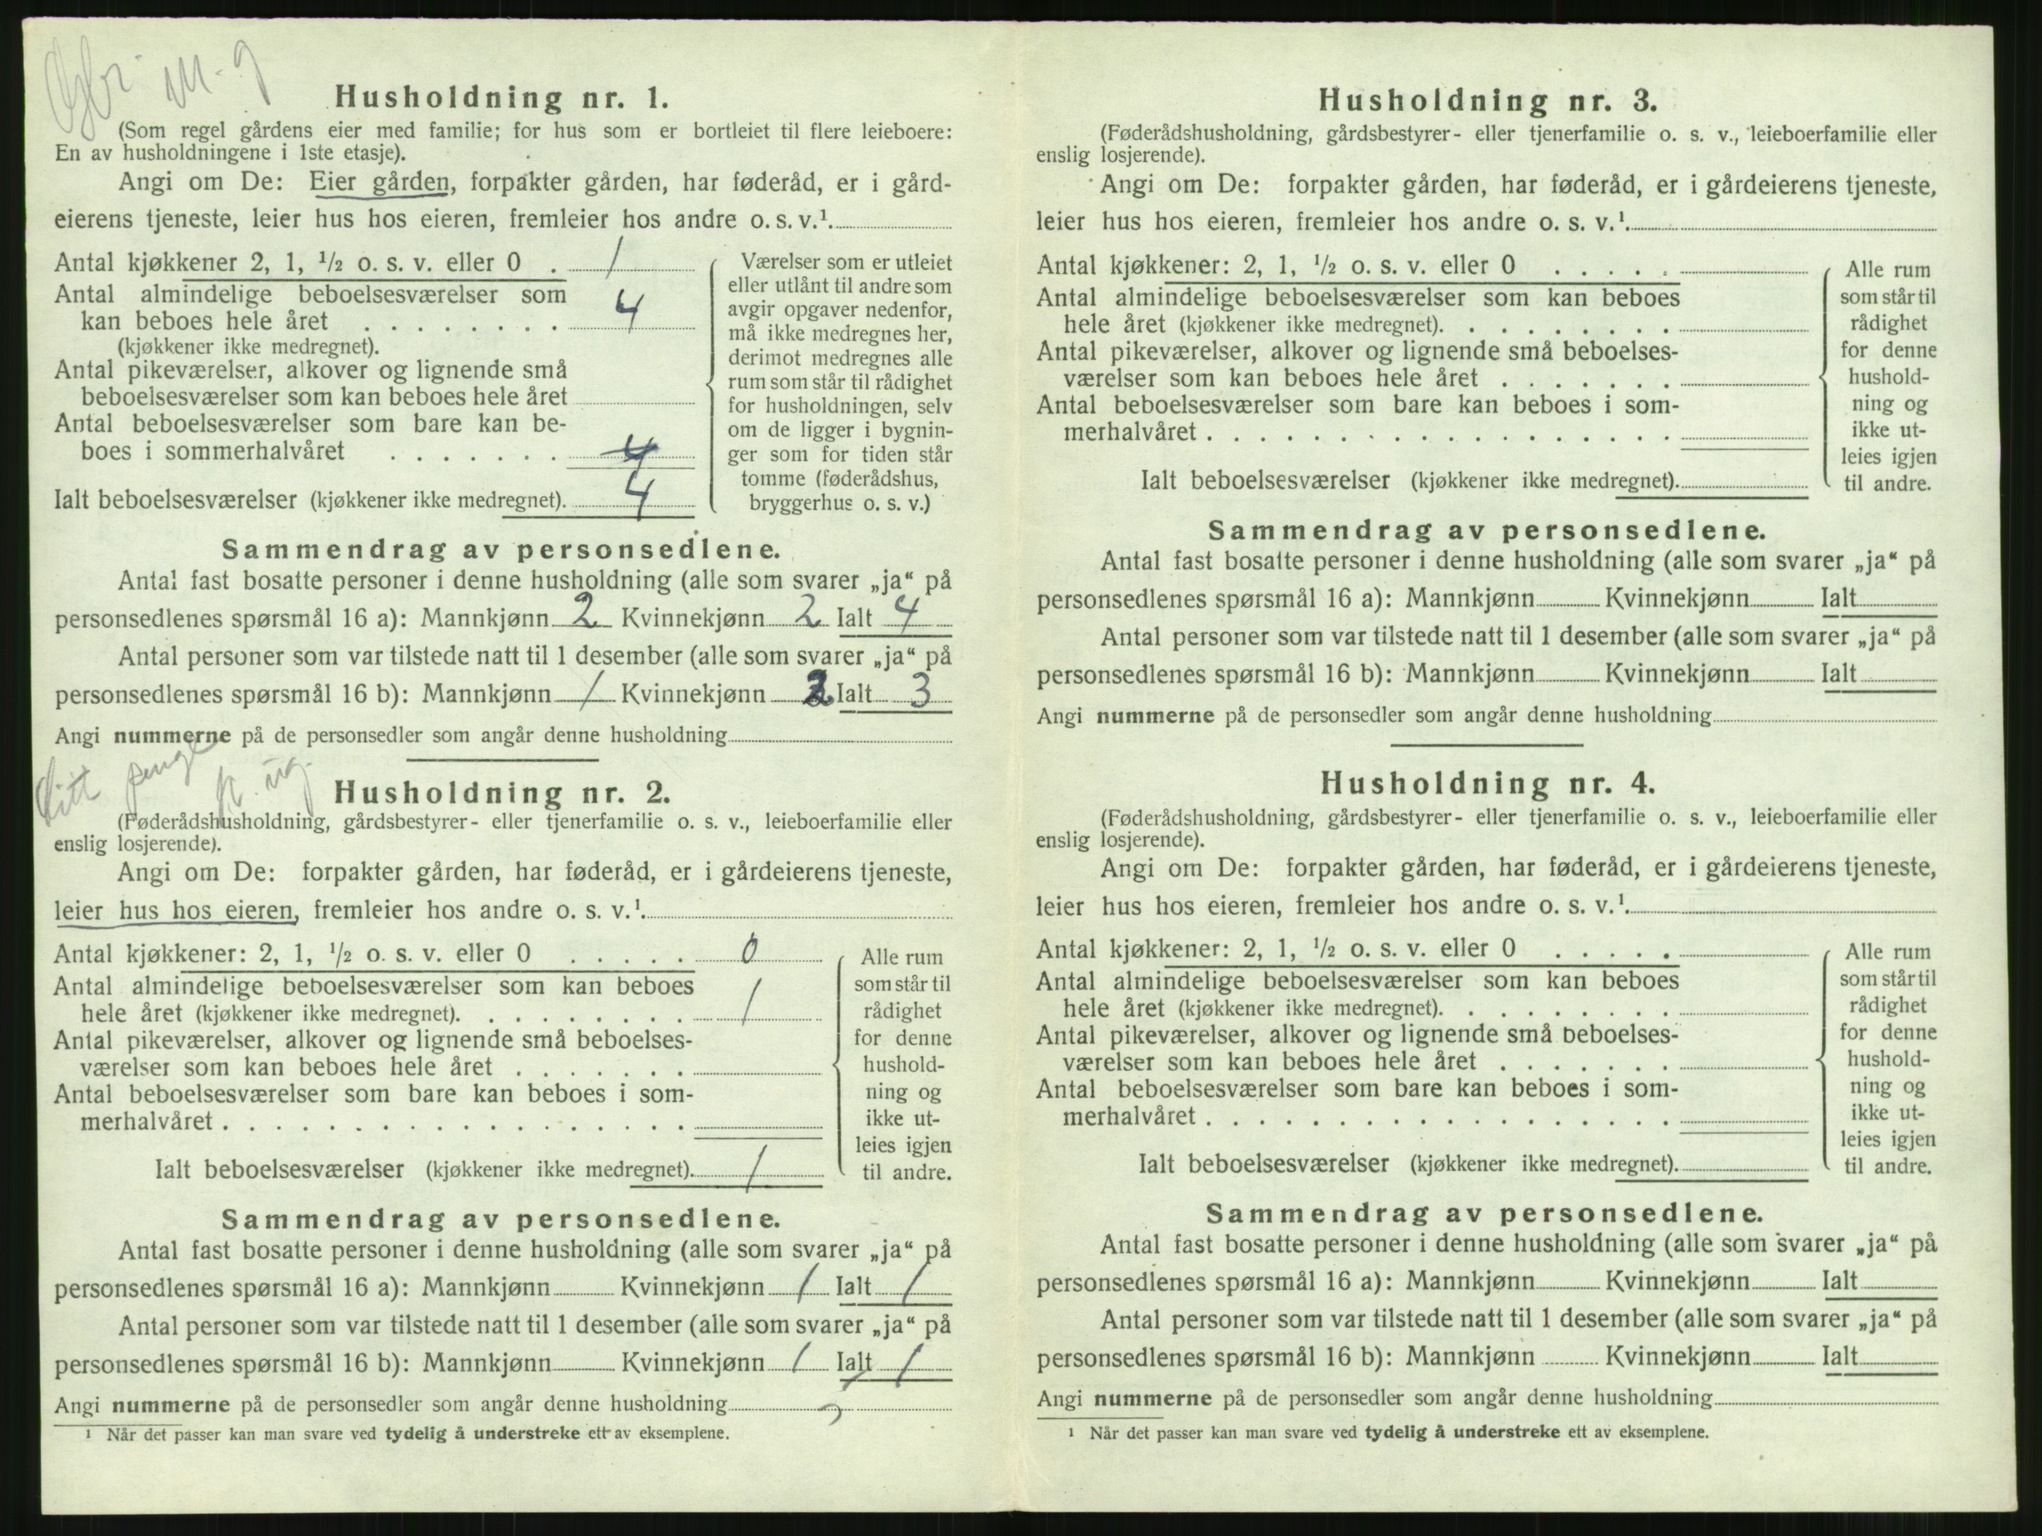 m. g
Husholdning nr. 1.
(Som regel gårdens eier med familie; for hus som er bortleiet til flere leieboere:
En av husholdningene i 1ste etasje).
Angi om De: Eier gården, forpakter gården, har føderåd, er i gård-
eierens tjeneste, leier hus hos eieren, fremleier hos andre o. s. v.¹
Antal kjøkkener 2, 1, ½ o. s. v. eller 0 . 1
Antal almindelige beboelsesværelser som
kan beboes hele året . . . . . . . . 4
(kjøkkener ikke medregnet).
Antal pikeværelser, alkover og lignende små
beboelsesværelser som kan beboes hele året
Antal beboelsesværelser som bare kan be-
boes i sommerhalvåret . . . . . . . 4
Ialt beboelsesværelser (kjøkkener ikke medregnet). 4
Værelser som er utleiet
eller utlånt til andre som
avgir opgaver nedenfor,
må ikke medregnes her,
derimot medregnes alle
rum som står til rådighet
for husholdningen, selv
om de ligger i bygnin-
ger som for tiden står
tomme (føderådshus,
bryggerhus o. s. v.)
Sammendrag av personsedlene.
Antal fast bosatte personer i denne husholdning (alle som svarer „ja“ på
personsedlenes spørsmål 16 a): Mannkjønn 2 Kvinnekjønn 2 Ialt 4
Antal personer som var tilstede natt til 1 desember (alle som svarer „ja“ på
personsedlenes spørsmål 16 b): Mannkjønn 1 Kvinnekjønn 2 Ialt 3
Angi nummerne på de personsedler som angår denne husholdning
Litt penge
Husholdning nr. 2.
(Føderådshusholdning, gårdsbestyrer- eller tjenerfamilie o. s. v., leieboerfamilie eller
enslig losjerende).
Angi om De: forpakter gården, har føderåd, er i gårdeierens tjeneste,
leier hus hos eieren, fremleier hos andre o. s. v.¹
Antal kjøkkener: 2, 1, ½ o. s. v. eller 0 . . . . . 0
Antal almindelige beboelsesværelser som kan beboes
hele året (kjøkkener ikke medregnet). . . . . . . . . 1
Antal pikeværelser, alkover og lignende små beboelses-
værelser som kan beboes hele året . . . . . . .
Antal beboelsesværelser som bare kan beboes i som-
merhalvåret . . . . . . . . . . . . . . . . . .
Ialt beboelsesværelser (kjøkkener ikke medregnet). 1
Alle rum
som står til
rådighet
for denne
hushold-
ning og
ikke ut-
leies igjen
til andre.
Sammendrag av personsedlene.
Antal fast bosatte personer i denne husholdning (alle som svarer „ja“ på
personsedlenes spørsmål 16 a): Mannkjønn Kvinnekjønn 1 Ialt 1
Antal personer som var tilstede natt til 1 desember (alle som svarer „ja“ på
personsedlenes spørsmål 16 b): Mannkjønn Kvinnekjønn 1 Ialt 1
Angi nummerne på de personsedler som angår denne husholdning
¹ Når det passer kan man svare ved tydelig å understreke ett av eksemplene.
Husholdning nr. 3.
(Føderådshusholdning, gårdsbestyrer- eller tjenerfamilie o. s. v., leieboerfamilie eller
enslig losjerende).
Angi om De: forpakter gården, har føderåd, er i gårdeierens tjeneste,
leier hus hos eieren, fremleier hos andre o. s. v.¹
Antal kjøkkener: 2, 1, ½ o. s. v. eller 0 . . . . .
Antal almindelige beboelsesværelser som kan beboes
hele året (kjøkkener ikke medregnet). . . . . . . . .
Antal pikeværelser, alkover og lignende små beboelses-
værelser som kan beboes hele året . . . . . . .
Antal beboelsesværelser som bare kan beboes i som-
merhalvåret . . . . . . . . . . . . . . . . . .
Ialt beboelsesværelser (kjøkkener ikke medregnet).
Alle rum
som står til
rådighet
for denne
hushold-
ning og
ikke ut-
leies igjen
til andre.
Sammendrag av personsedlene.
Antal fast bosatte personer i denne husholdning (alle som svarer „ja“ på
personsedlenes spørsmål 16 a): Mannkjønn Kvinnekjønn Ialt
Antal personer som var tilstede natt til 1 desember (alle som svarer „ja“ på
personsedlenes spørsmål 16 b): Mannkjønn Kvinnekjønn Ialt
Angi nummerne på de personsedler som angår denne husholdning
Husholdning nr. 4.
(Føderådshusholdning, gårdsbestyrer- eller tjenerfamilie o. s. v., leieboerfamilie eller
enslig losjerende).
Angi om De: forpakter gården, har føderåd, er i gårdeierens tjeneste,
leier hus hos eieren, fremleier hos andre o. s. v.¹
Antal kjøkkener: 2, 1, ½ o. s. v. eller 0 . . . . .
Antal almindelige beboelsesværelser som kan beboes
hele året (kjøkkener ikke medregnet). . . . . . . . .
Antal pikeværelser, alkover og lignende små beboelses-
værelser som kan beboes hele året . . . . . . .
Antal beboelsesværelser som bare kan beboes i som-
merhalvåret . . . . . . . . . . . . . . . . . .
Ialt beboelsesværelser (kjøkkener ikke medregnet).
Alle rum
som står til
rådighet
for denne
hushold-
ning og
ikke ut-
leies igjen
til andre.
Sammendrag av personsedlene.
Antal fast bosatte personer i denne husholdning (alle som svarer „ja“ på
personsedlenes spørsmål 16 a): Mannkjønn Kvinnekjønn Ialt
Antal personer som var tilstede natt til 1 desember (alle som svarer „ja“ på
personsedlenes spørsmål 16 b): Mannkjønn Kvinnekjønn Ialt
Angi nummerne på de personsedler som angår denne husholdning
¹ Når det passer kan man svare ved tydelig å understreke ett av eksemplene.